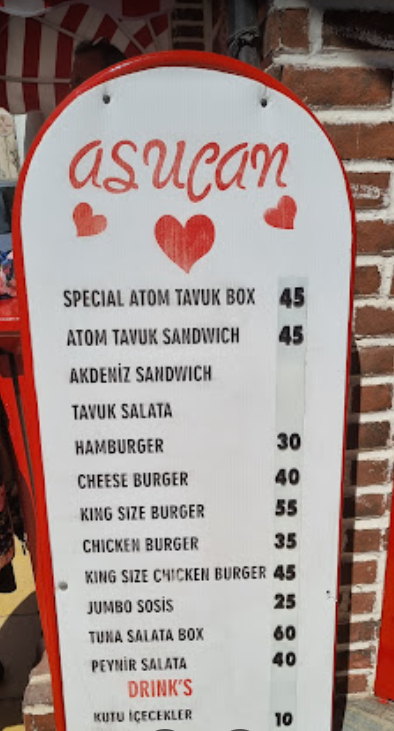 asuçan
SPECIAL ATOM TAVUK BOX 45
ATOM TAVUK SANDWICH 45
AKDENİZ SANDWICH
TAVUK SALATA
HAMBURGER 30
CHEESE BURGER 40
KING SIZE BURGER 55
CHICKEN BURGER 35
KING SIZE CHICKEN BURGER 45
JUMBO SOSİS 25
TUNA SALATA BOX 60
PEYNİR SALATA 40
DRINK'S
KUTU İÇECEKLER 10